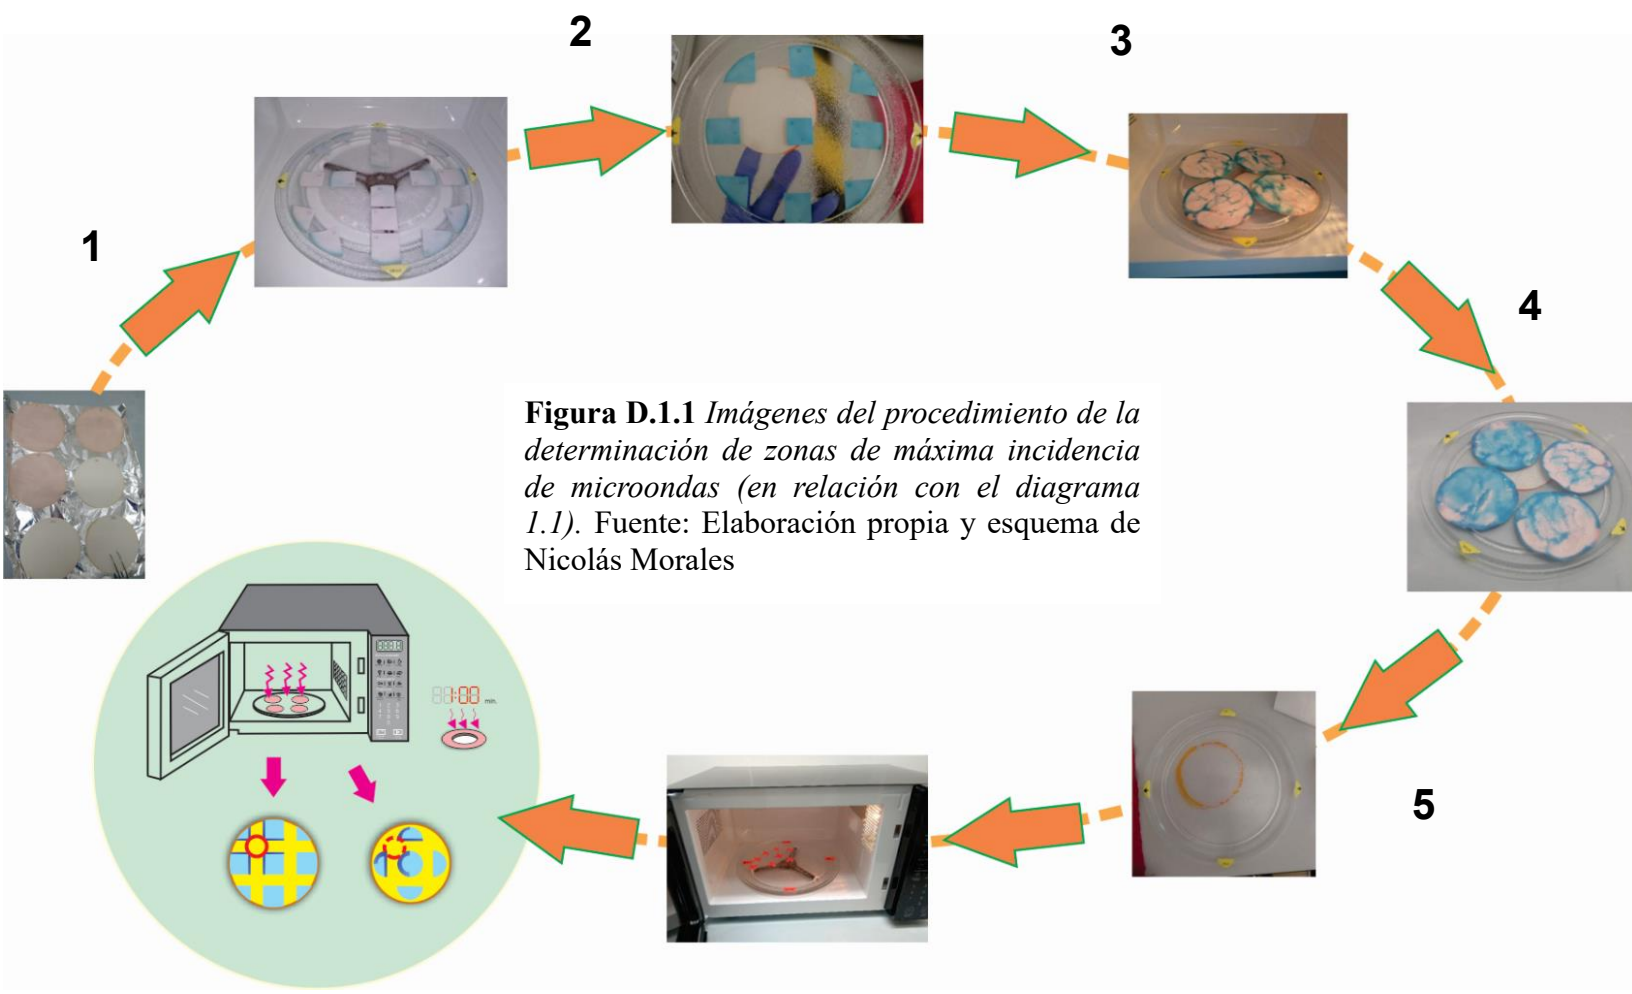 2
3
1
4
Figura D.1.1 Imágenes del procedimiento de la
determinación de zonas de máxima incidencia
de microondas (en relación con el diagrama
1.1). Fuente: Elaboración propia y esquema de
Nicolás Morales
1:00 min.
5